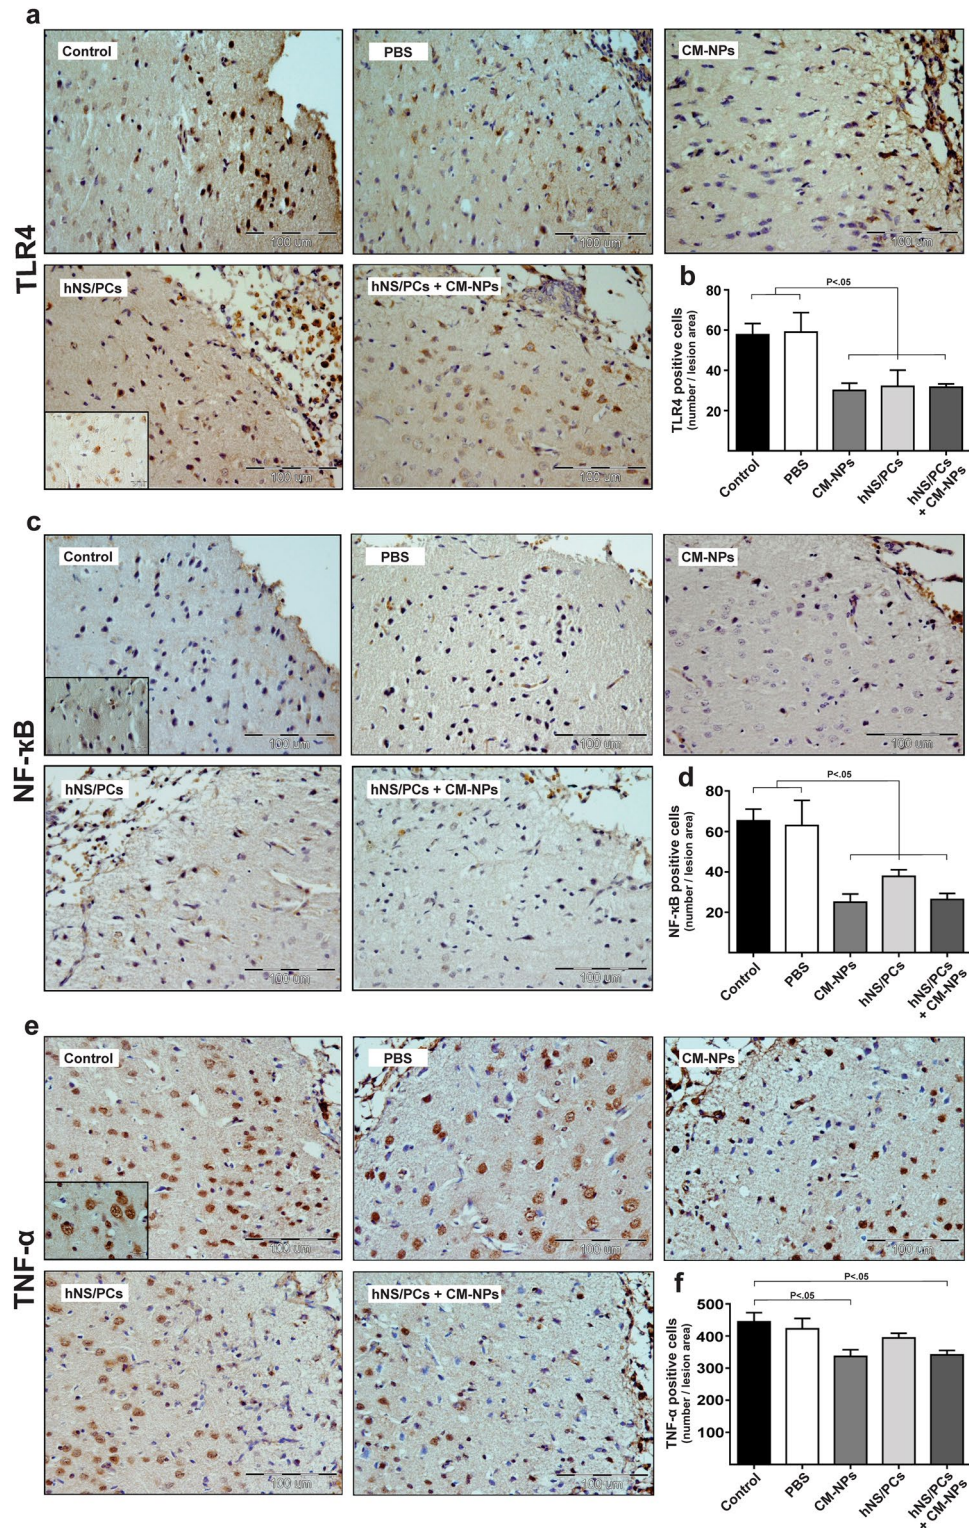 a
TLR4
Control
100 um
PBS
100 um
CM-NPs
100 um
hNS/PCs
100 um
hNS/PCs + CM-NPs
100 um
b
P<.05
TLR4 positive cells
(number / lesion area)
80
60
40
20
Control
PBS
CM-NPs
hNS/PCs
hNS/PCs
+ CM-NPs
c
NF-κB
Control
100 um
PBS
100 um
CM-NPs
100 um
hNS/PCs
100 um
hNS/PCs + CM-NPs
100 um
d
P<.05
NF-κB positive cells
(number / lesion area)
80
60
40
20
Control
PBS
CM-NPs
hNS/PCs
hNS/PCs
+ CM-NPs
e
TNF-α
Control
100 um
PBS
100 um
CM-NPs
100 um
hNS/PCs
100 um
hNS/PCs + CM-NPs
100 um
f
P<.05
P<.05
TNF-α positive cells
(number / lesion area)
500
400
300
200
100
Control
PBS
CM-NPs
hNS/PCs
hNS/PCs
+ CM-NPs